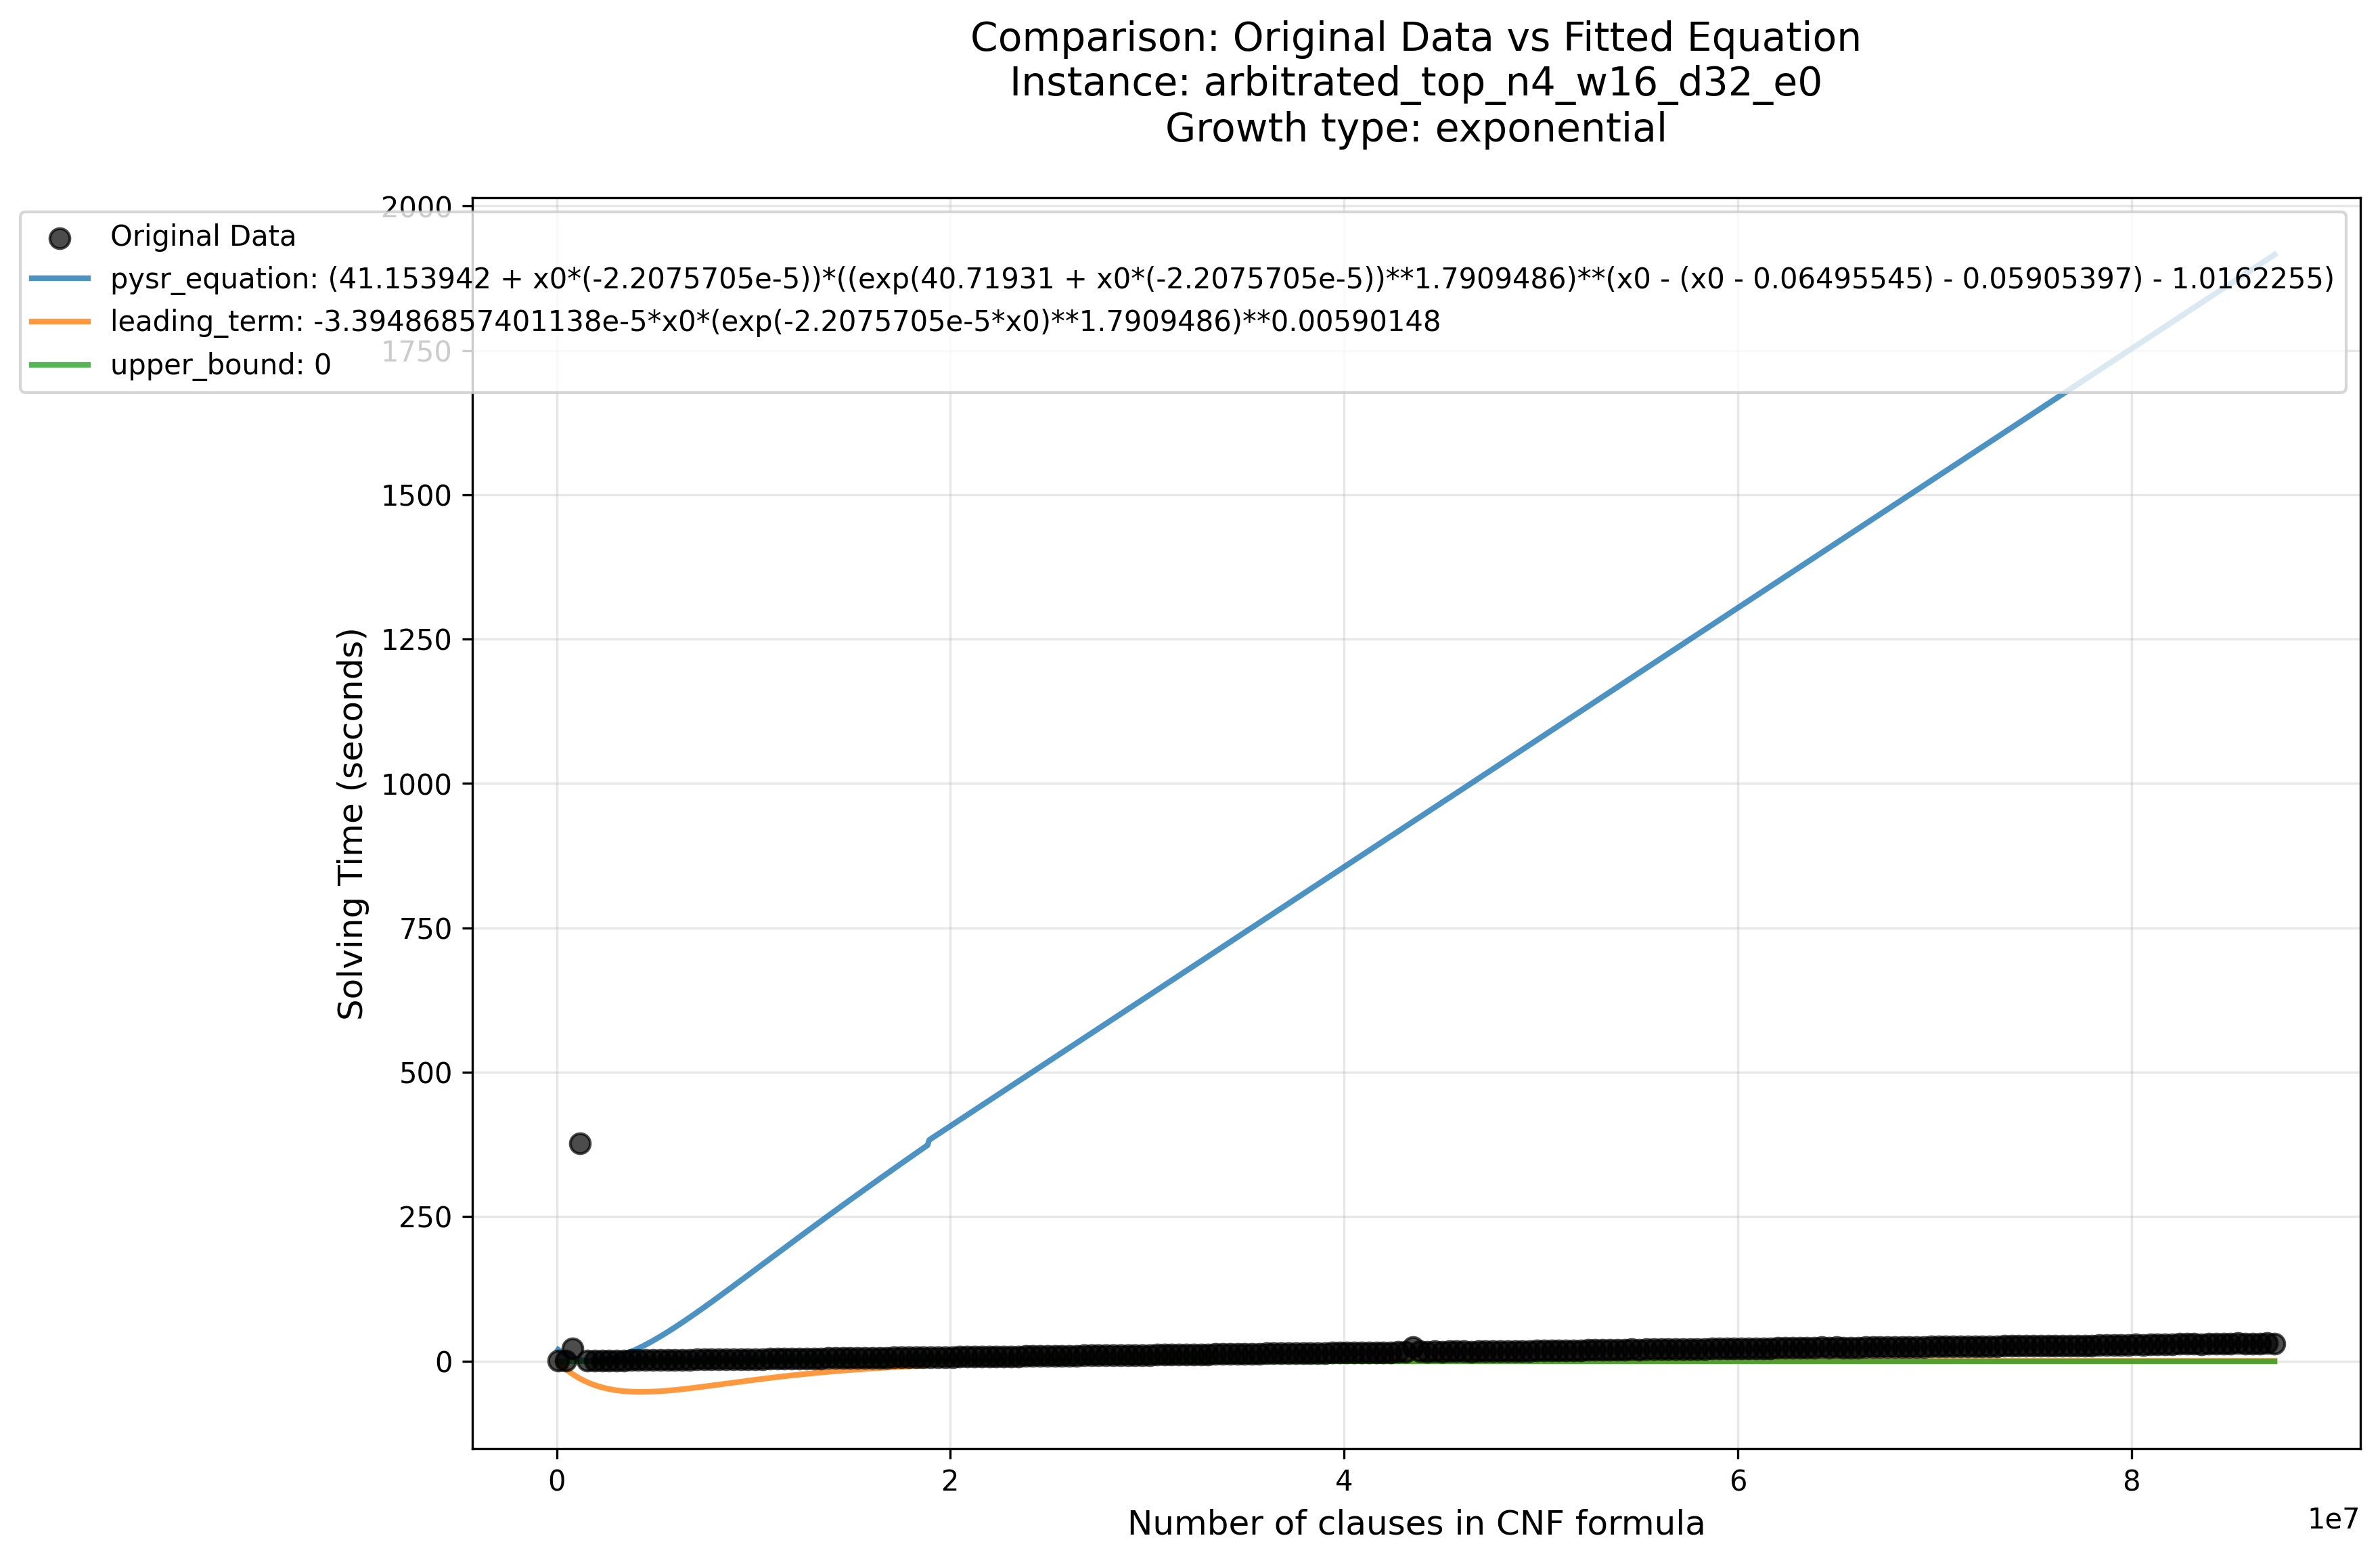 Comparison: Original Data vs Fitted Equation
Instance: arbitrated_top_n4_w16_d32_e0
Growth type: exponential
2000
Original Data
pysr_equation: (41.153942 + x0*(-2.2075705e-5))*((exp(40.71931 + x0*(-2.2075705e-5))**1.7909486)**(x0 - (x0 - 0.06495545) - 0.05905397) - 1.0162255)
leading_term: -3.39486857401138e-5*x0*(exp(-2.2075705e-5*x0)**1.7909486)**0.00590148
1750
upper_bound: 0
1500
1250
1000
750
500
250
0
Solving Time (seconds)
0 2 4 6 8
1e7
Number of clauses in CNF formula